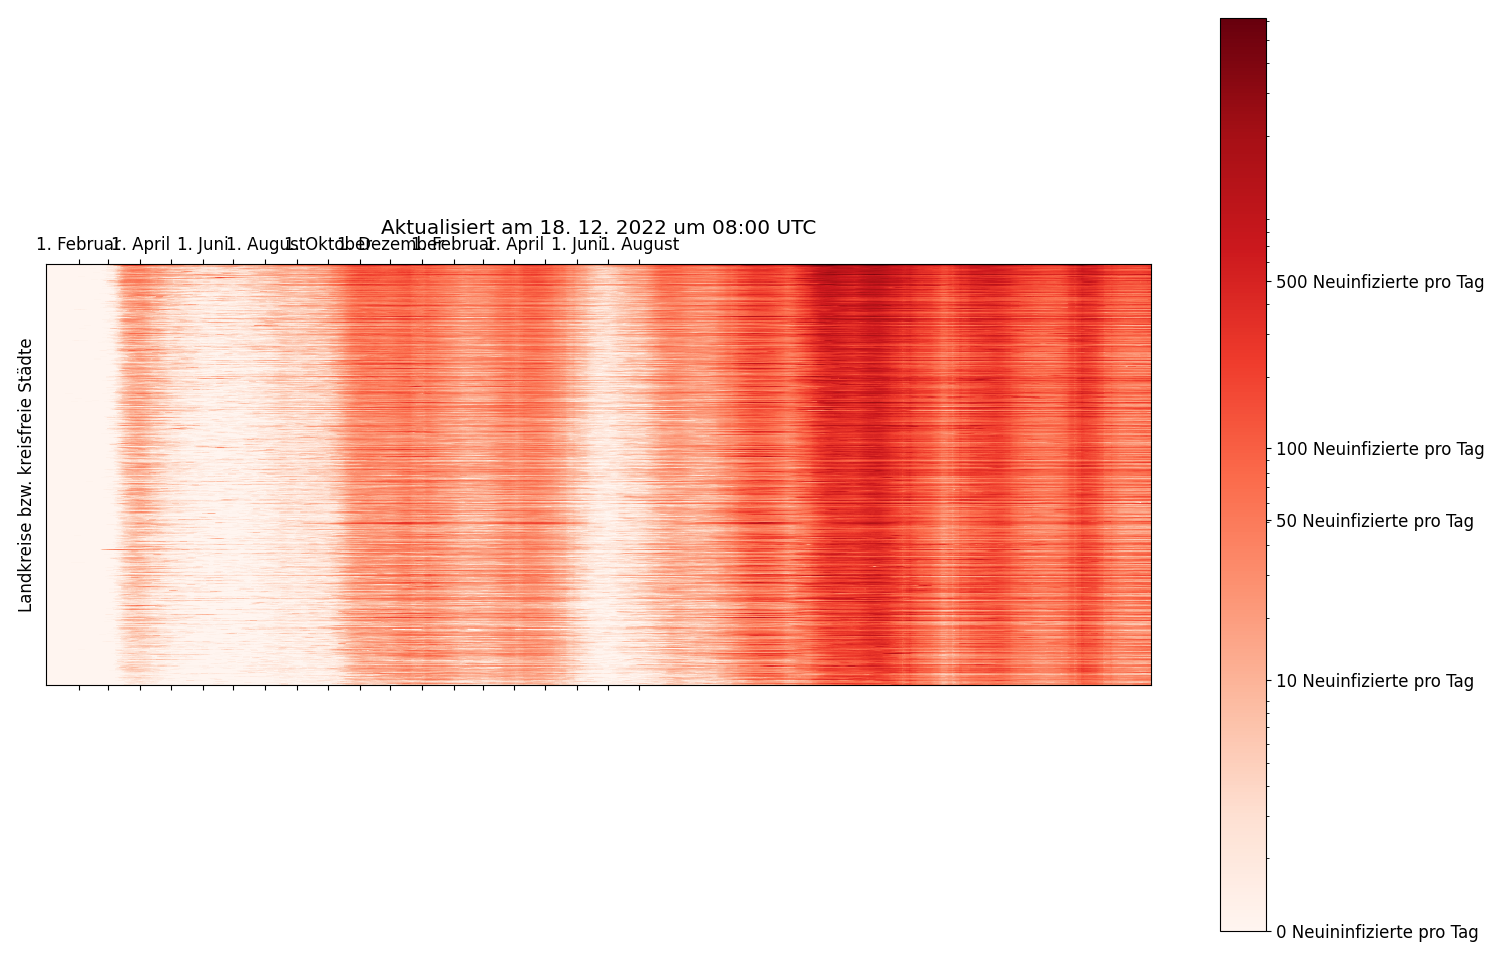 Aktualisiert am 18. 12. 2022 um 08:00 UTC
1. Februar 1. April 1. Juni 1. August 1. Oktober 1. Dezember 1. Februar 1. April 1. Juni 1. August
Landkreise bzw. kreisfreie Städte
500 Neuinfizierte pro Tag
100 Neuinfizierte pro Tag
50 Neuinfizierte pro Tag
10 Neuinfizierte pro Tag
0 Neuininfizierte pro Tag